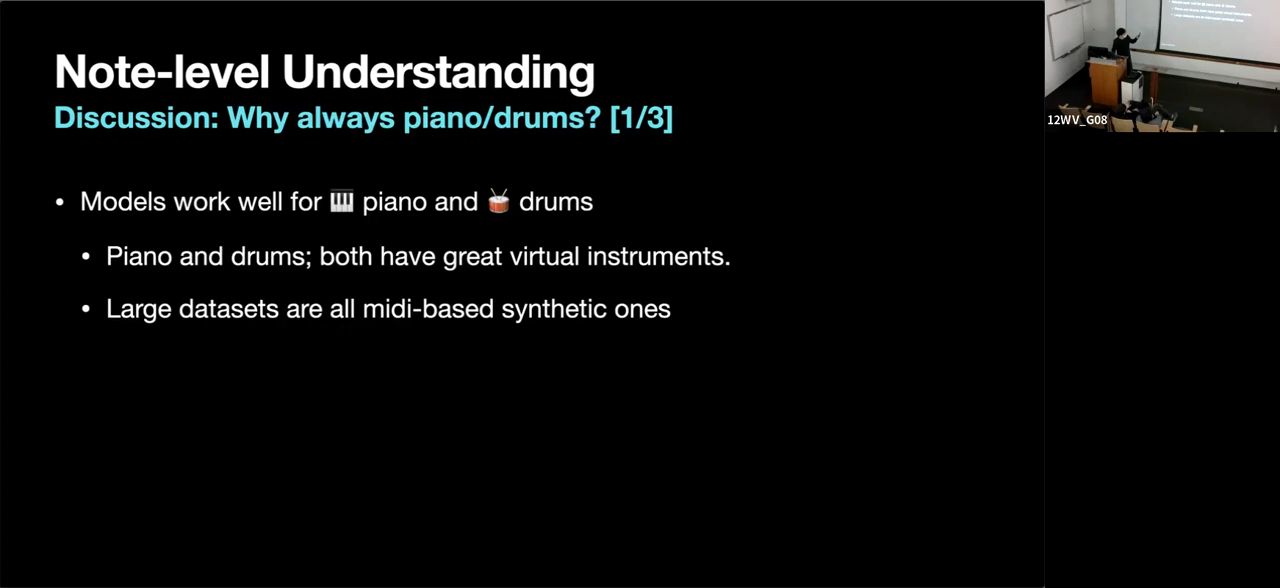 Note-level Understanding
Discussion: Why always piano/drums? [1/3]
• Models work well for 🎹 piano and 🥁 drums
• Piano and drums; both have great virtual instruments.
• Large datasets are all midi-based synthetic ones
12WV_G08